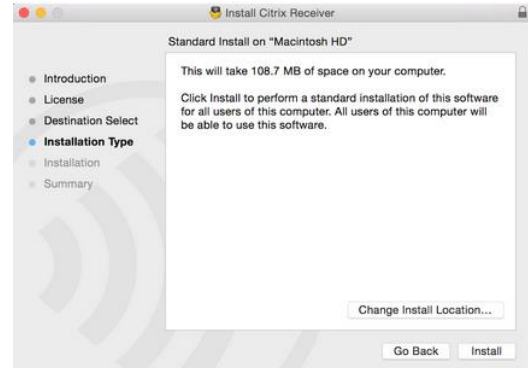 Install Citrix Receiver
Standard Install on "Macintosh HD"
Introduction
License
Destination Select
Installation Type
Installation
Summary
This will take 108.7 MB of space on your computer.
Click Install to perform a standard installation of this software
for all users of this computer. All users of this computer will
be able to use this software.
Change Install Location...
Go Back
Install